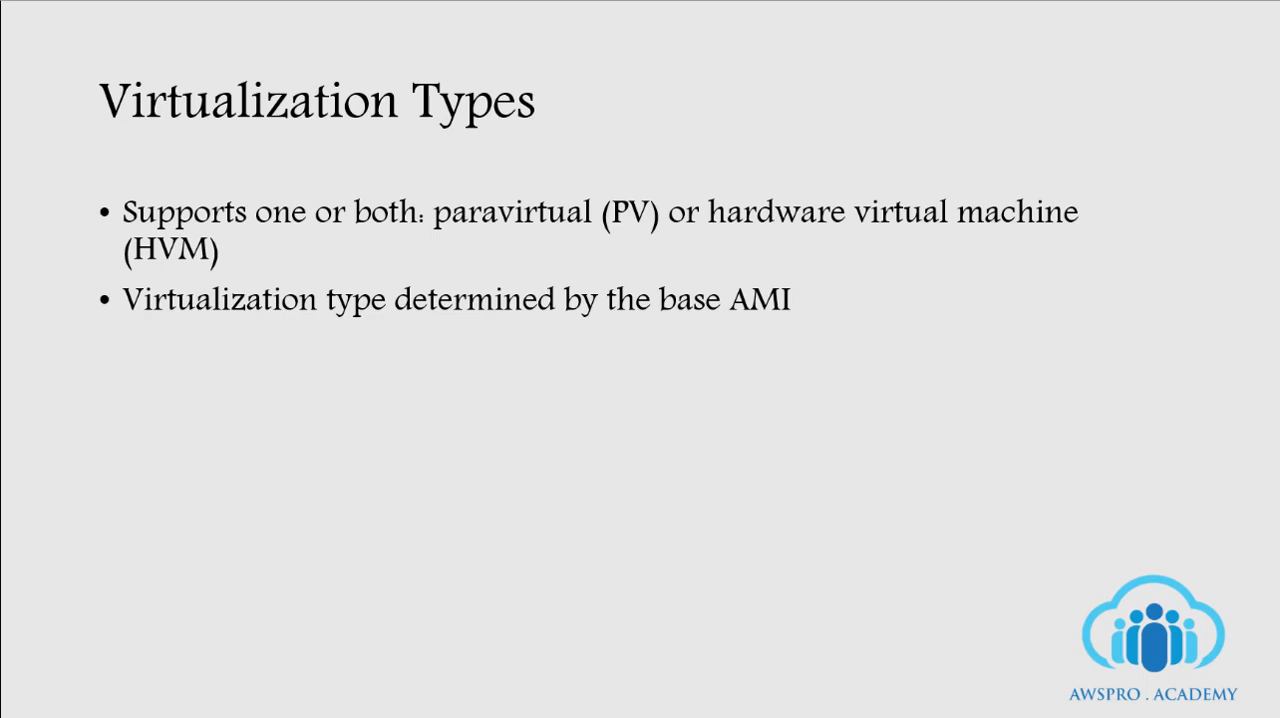 Virtualization Types
• Supports one or both: paravirtual (PV) or hardware virtual machine
(HVM)
• Virtualization type determined by the base AMI
AWSPRO . ACADEMY